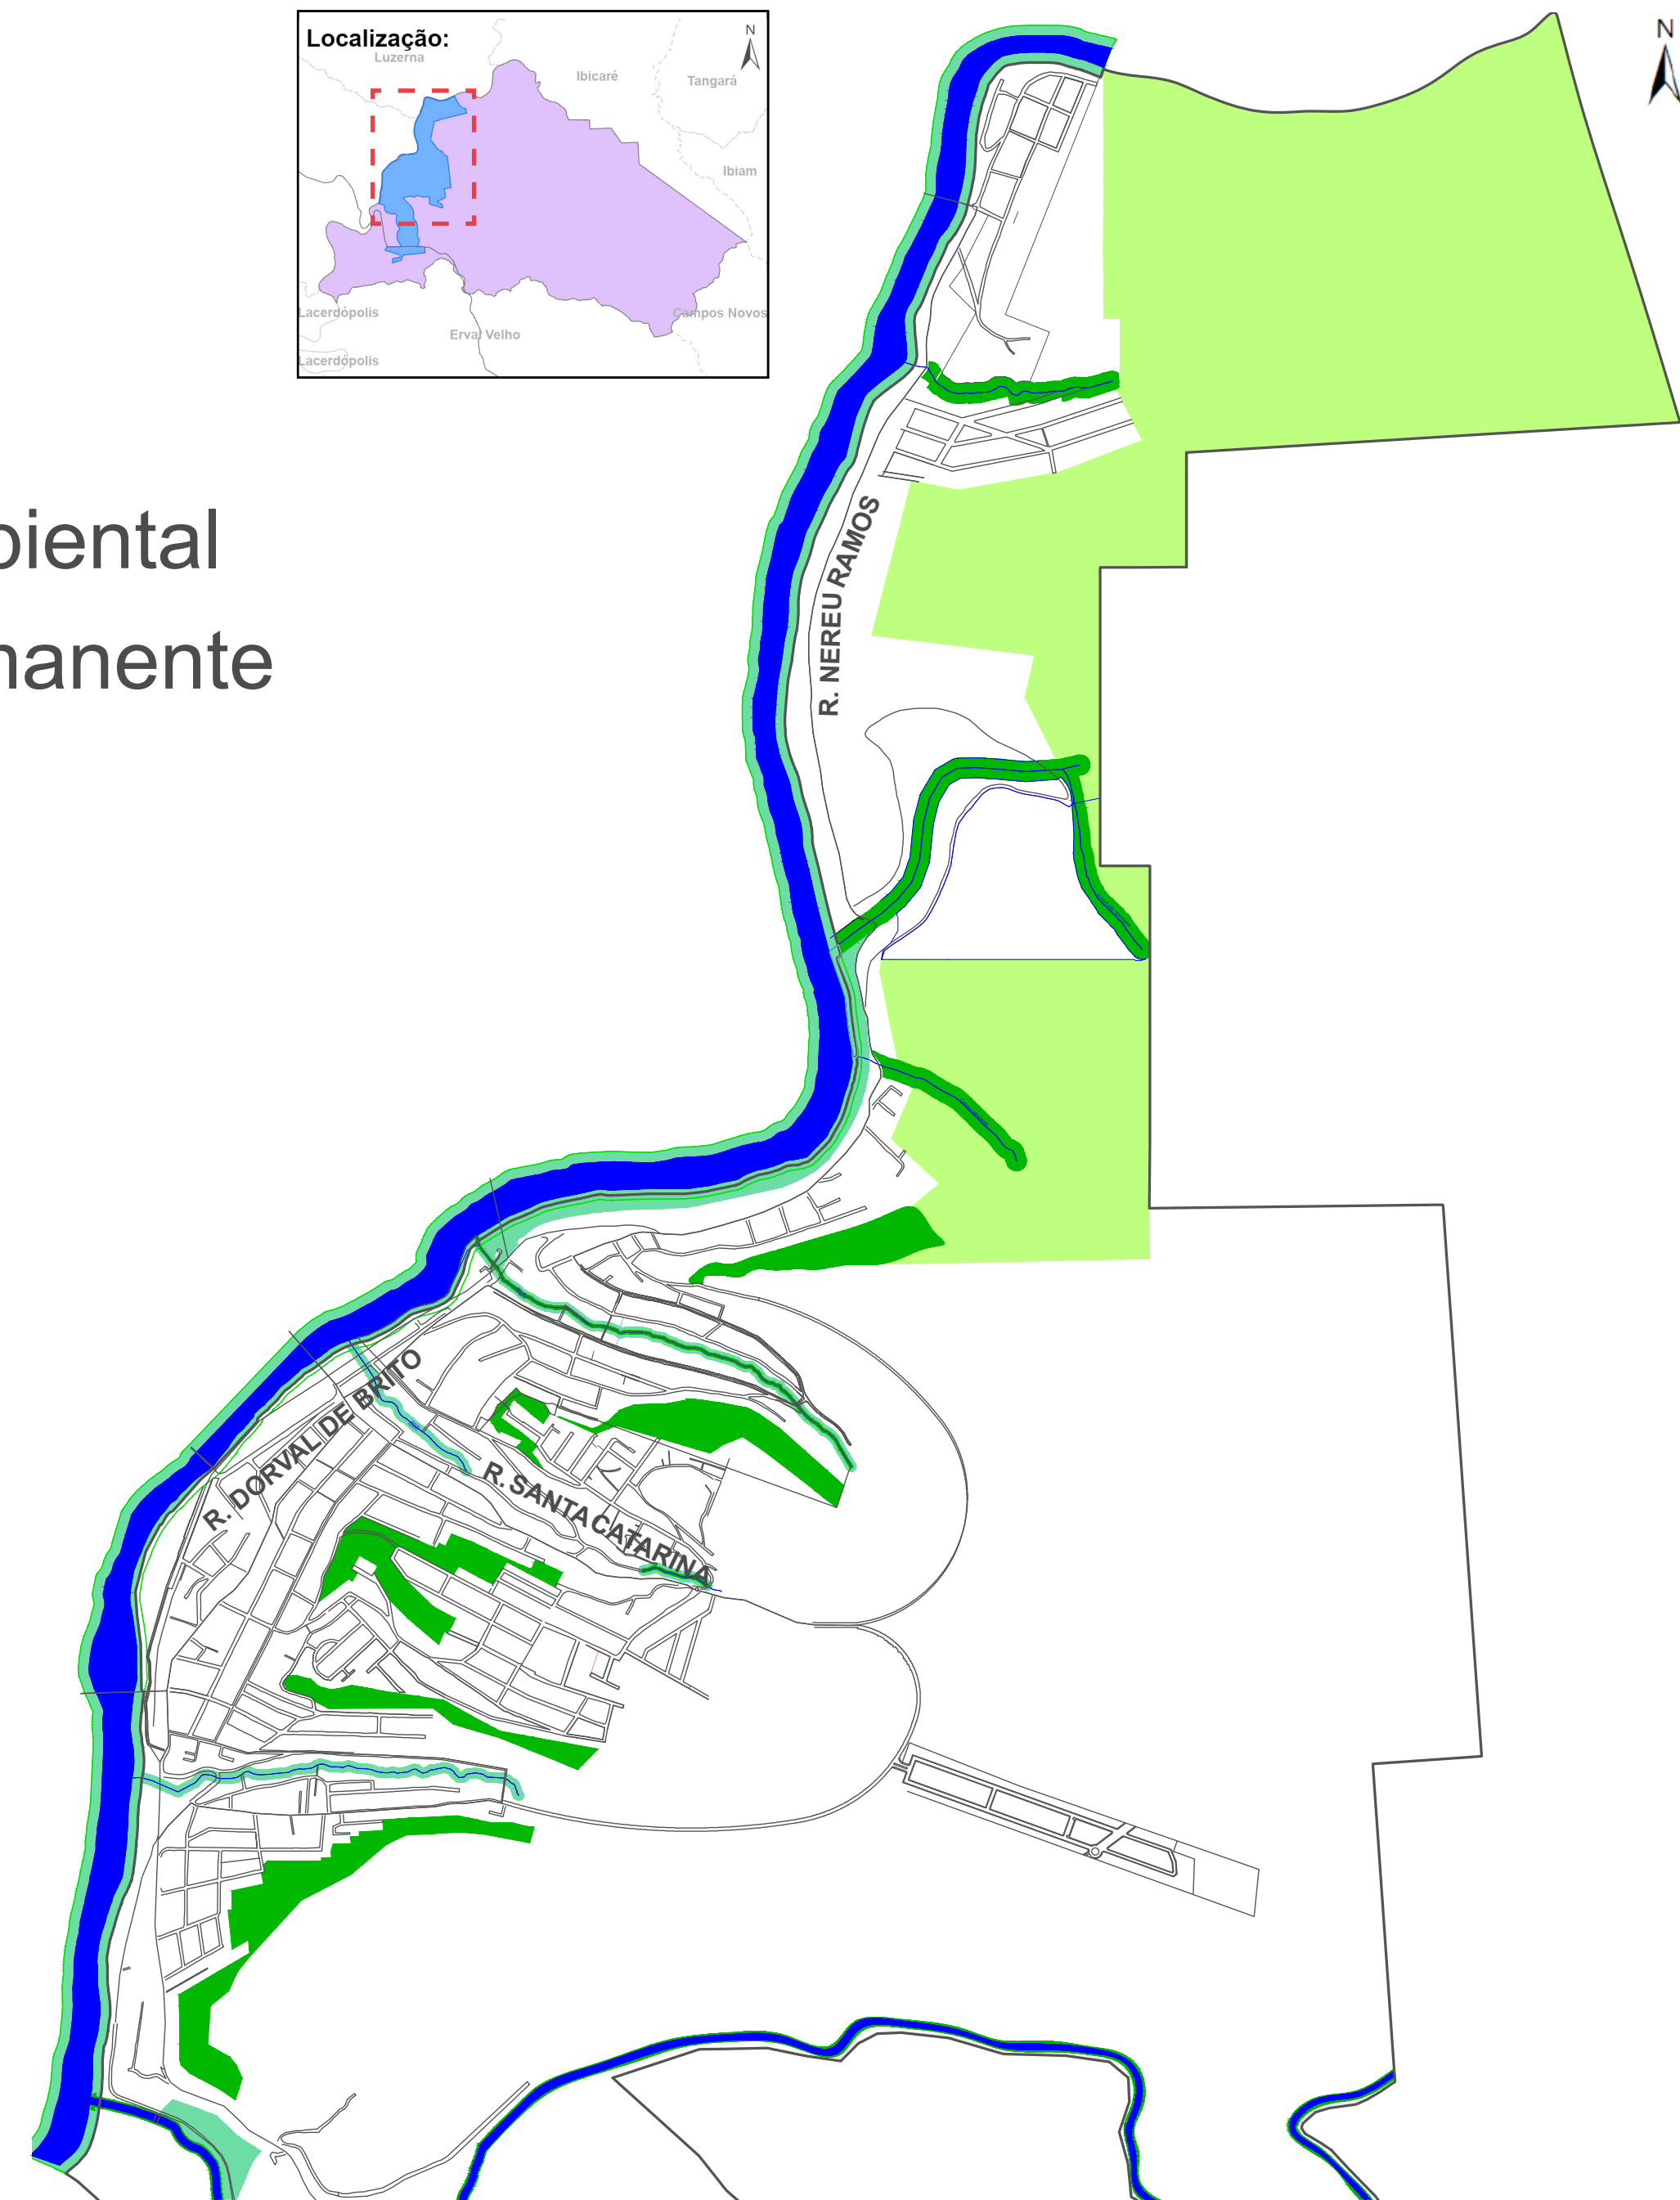 Localização:
N
Luzerna
Ibicaré
Tangará
Ibiam
Lacerdópolis
Campos Novos
Erval Velho
Lacerdópolis
N
biental
nanente
R. NEREU RAMOS
R. DORVAL DE BRITO
R. SANTA CATARINA